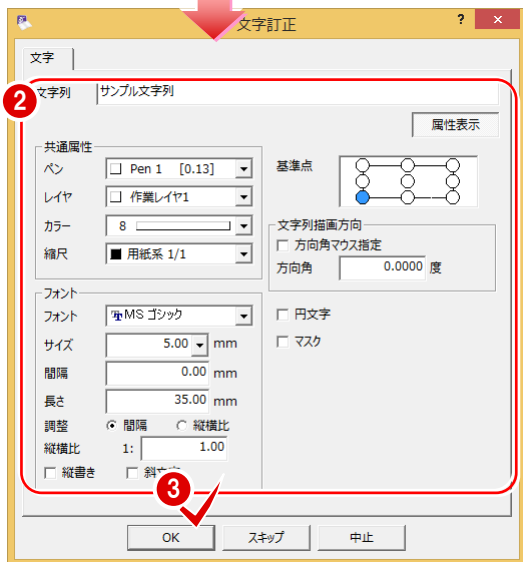 文字訂正 ? ×
文字
2
文字列 サンプル文字列
属性表示
共通属性
ペン Pen 1 [0.13]
レイヤ 作業レイヤ1
カラー 8
縮尺 用紙系 1/1
基準点
文字列描画方向
方向角マウス指定
方向角 0.0000 度
フォント
フォント MS ゴシック
サイズ 5.00 mm
間隔 0.00 mm
長さ 35.00 mm
調整 間隔 縦横比
縦横比 1: 1.00
縦書き 斜文字
円文字
マスク
3
OK スキップ 中止